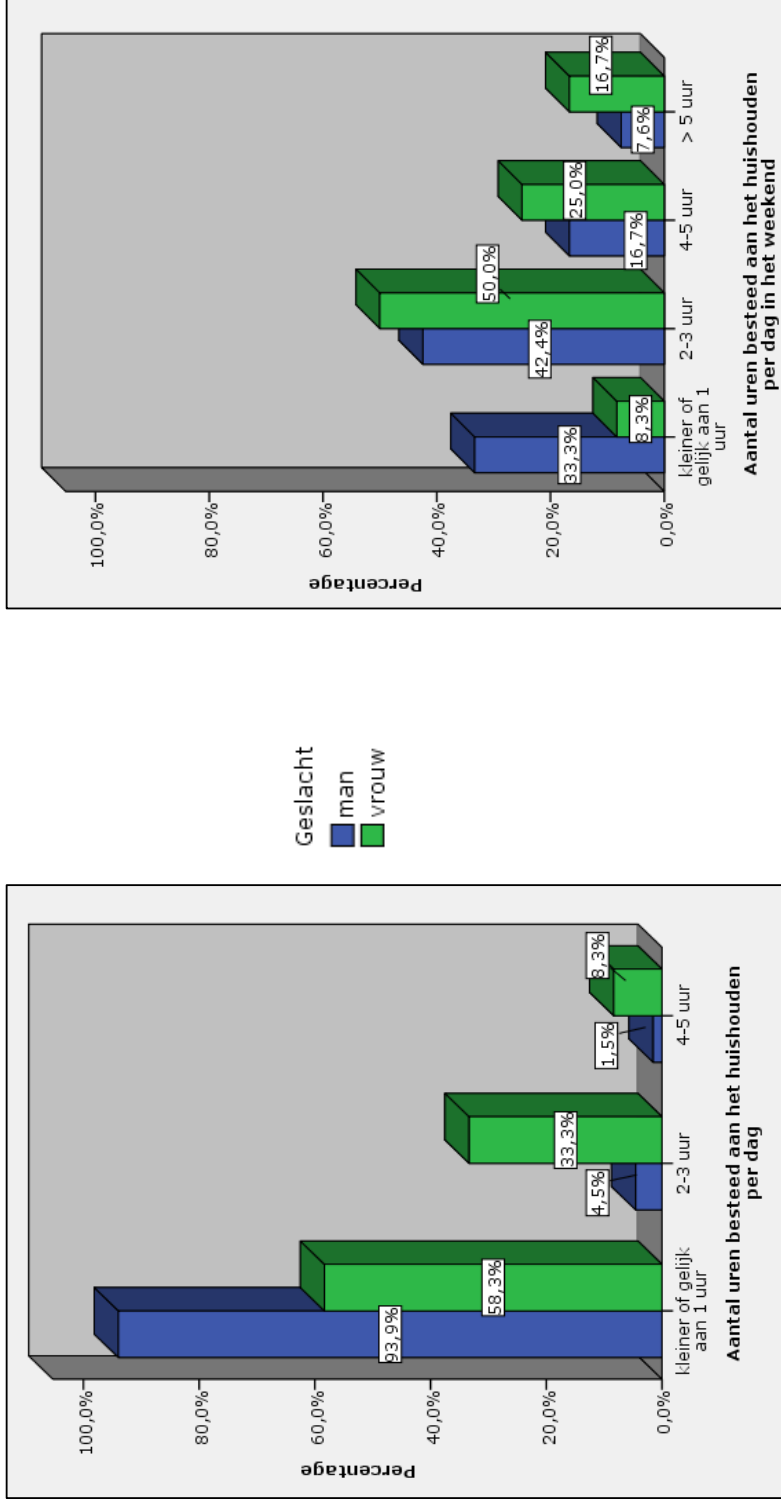 100,0%
80,0%
60,0%
40,0%
20,0%
0,0%
Percentage
93,9%
58,3%
4,5%
33,3%
1,5%
8,3%
kleiner of gelijk
aan 1 uur
2-3 uur
4-5 uur
Aantal uren besteed aan het huishouden
per dag
Geslacht
man
vrouw
100,0%
80,0%
60,0%
40,0%
20,0%
0,0%
Percentage
33,3%
8,3%
42,4%
50,0%
16,7%
25,0%
7,6%
16,7%
kleiner of
gelijk aan 1
uur
2-3 uur
4-5 uur
> 5 uur
Aantal uren besteed aan het huishouden
per dag in het weekend